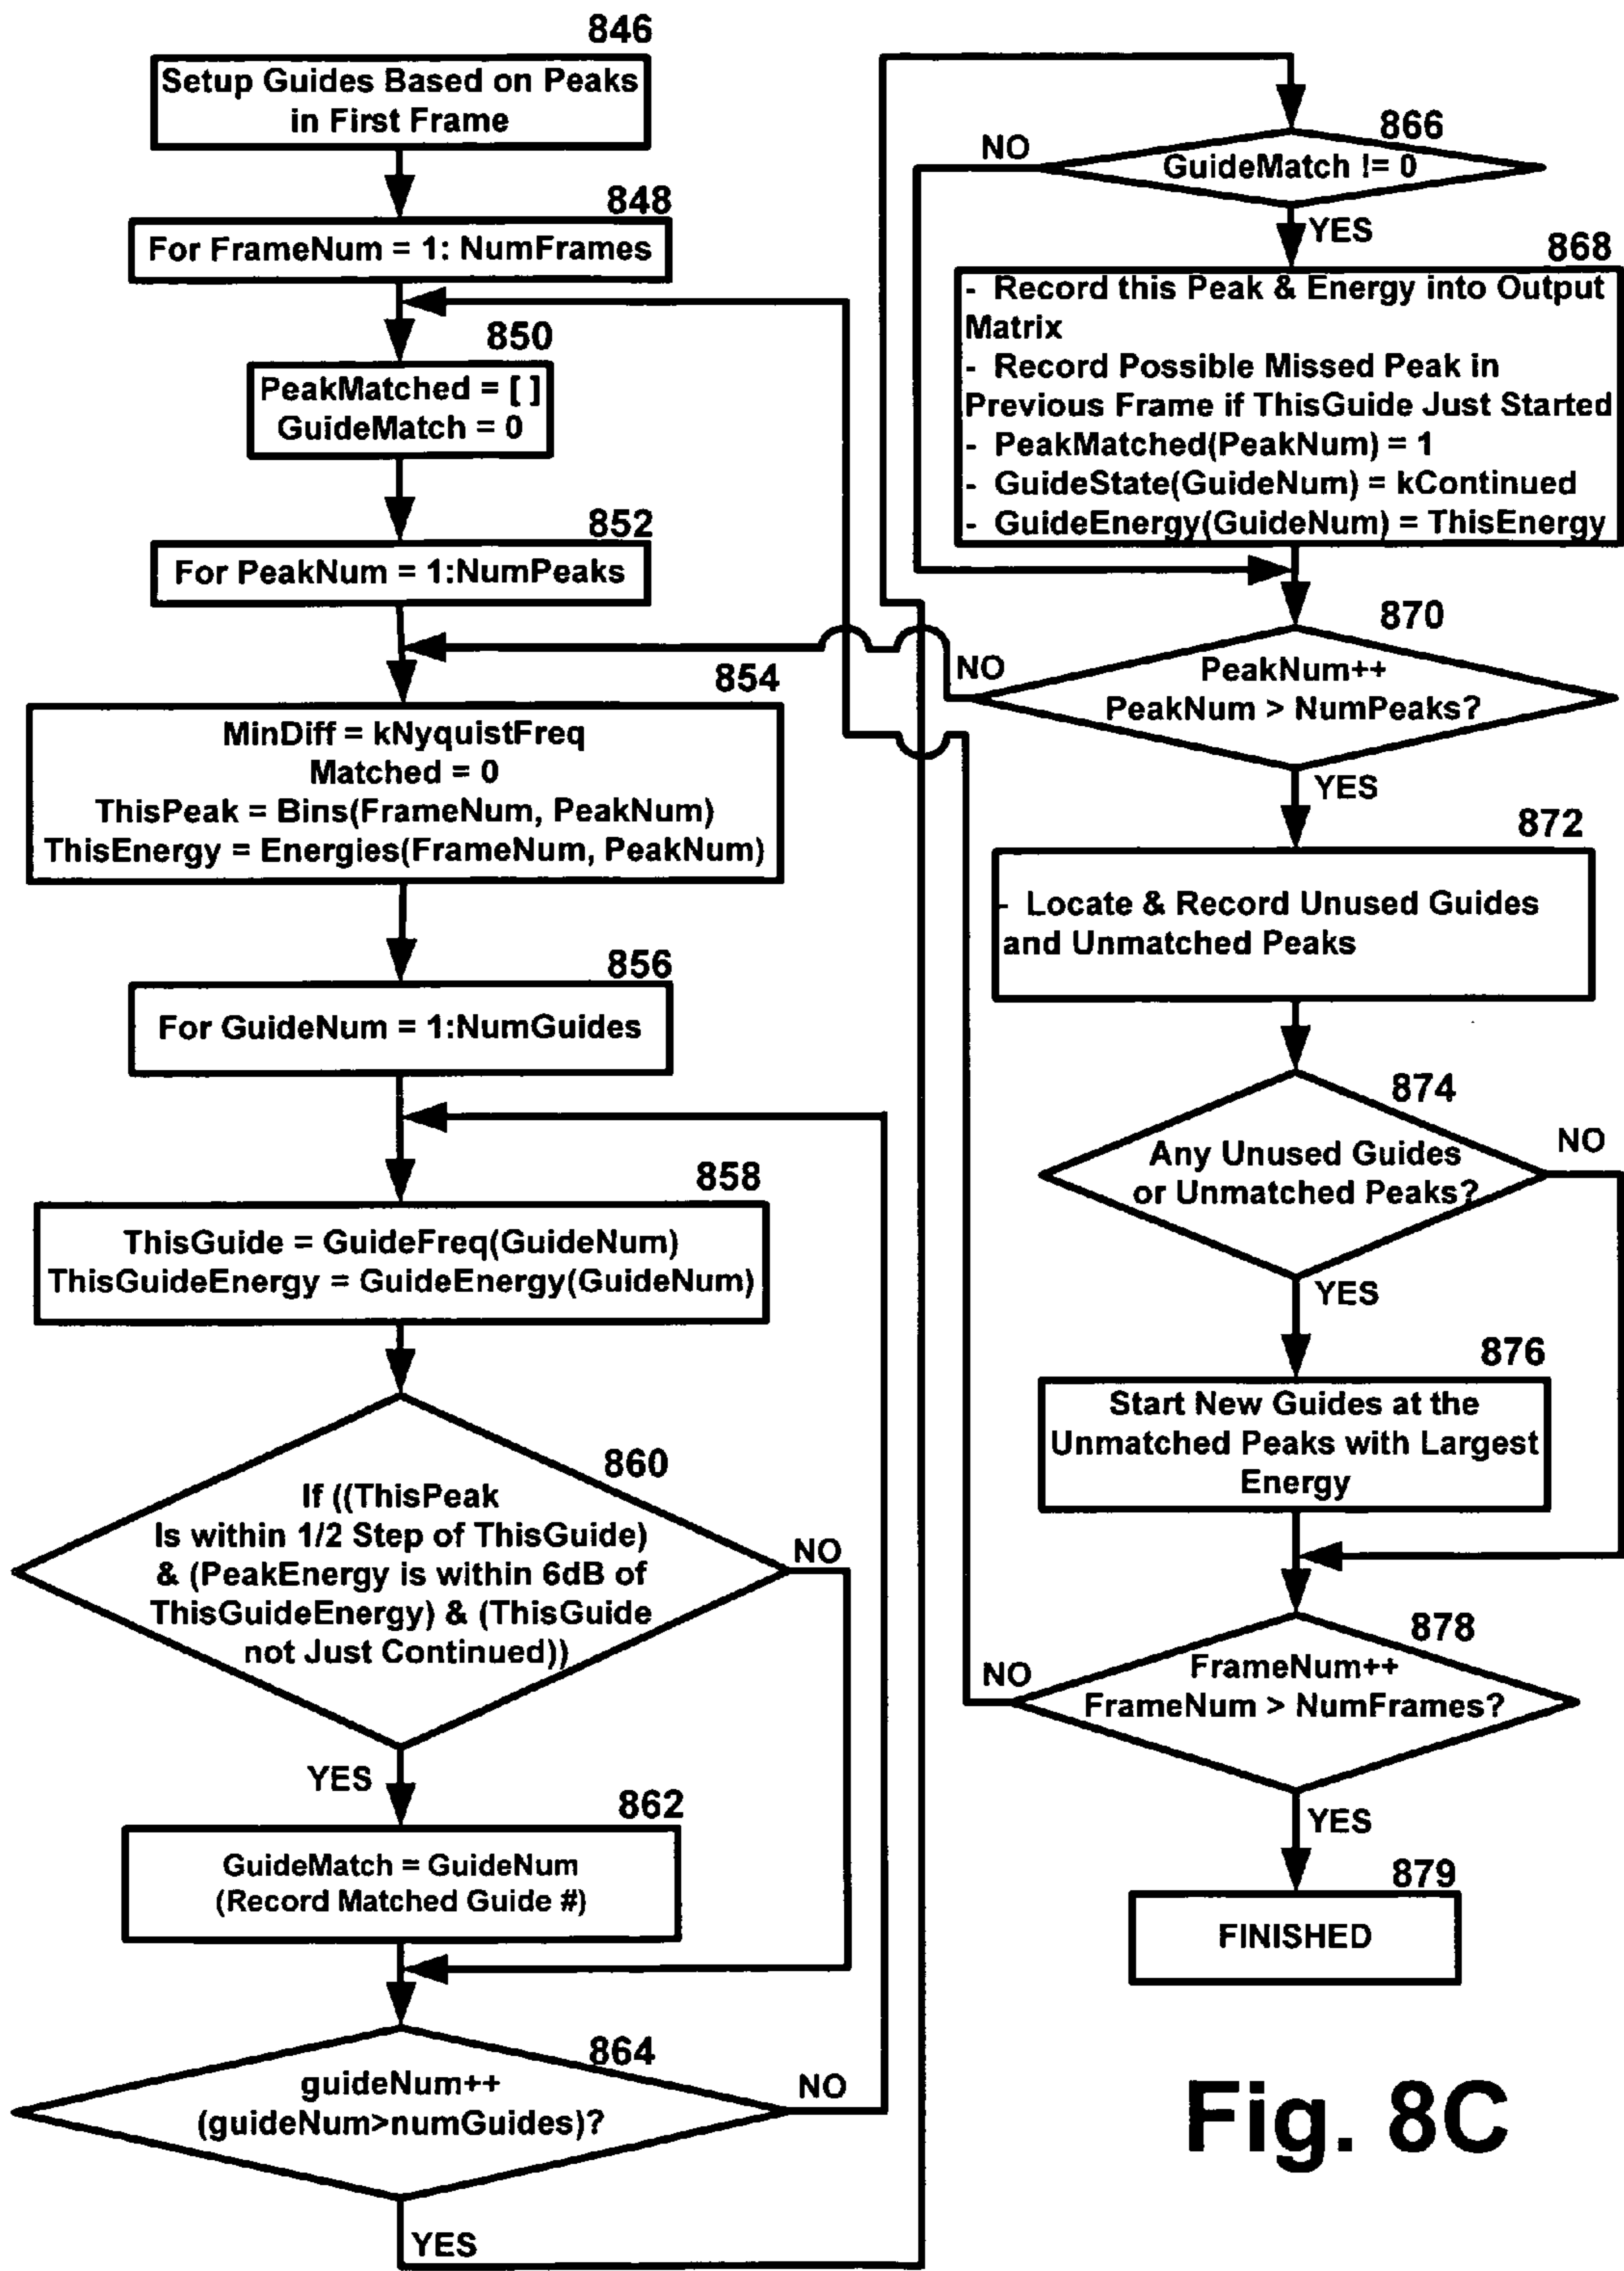 846
Setup Guides Based on Peaks
in First Frame
848
For FrameNum = 1: NumFrames
850
PeakMatched = [ ]
GuideMatch = 0
852
For PeakNum = 1:NumPeaks
854
MinDiff = kNyquistFreq
Matched = 0
ThisPeak = Bins(FrameNum, PeakNum)
ThisEnergy = Energies(FrameNum, PeakNum)
856
For GuideNum = 1:NumGuides
858
ThisGuide = GuideFreq(GuideNum)
ThisGuideEnergy = GuideEnergy(GuideNum)
860
If ((ThisPeak
Is within 1/2 Step of ThisGuide)
& (PeakEnergy is within 6dB of
ThisGuideEnergy) & (ThisGuide
not Just Continued))
NO
YES
862
GuideMatch = GuideNum
(Record Matched Guide #)
864
guideNum++
(guideNum>numGuides)?
NO
YES
866
GuideMatch != 0
NO
YES
868
- Record this Peak & Energy into Output
Matrix
- Record Possible Missed Peak in
Previous Frame if ThisGuide Just Started
- PeakMatched(PeakNum) = 1
- GuideState(GuideNum) = kContinued
- GuideEnergy(GuideNum) = ThisEnergy
870
PeakNum++
PeakNum > NumPeaks?
NO
YES
872
- Locate & Record Unused Guides
and Unmatched Peaks
874
Any Unused Guides
or Unmatched Peaks?
NO
YES
876
Start New Guides at the
Unmatched Peaks with Largest
Energy
878
FrameNum++
FrameNum > NumFrames?
NO
YES
879
FINISHED
Fig. 8C